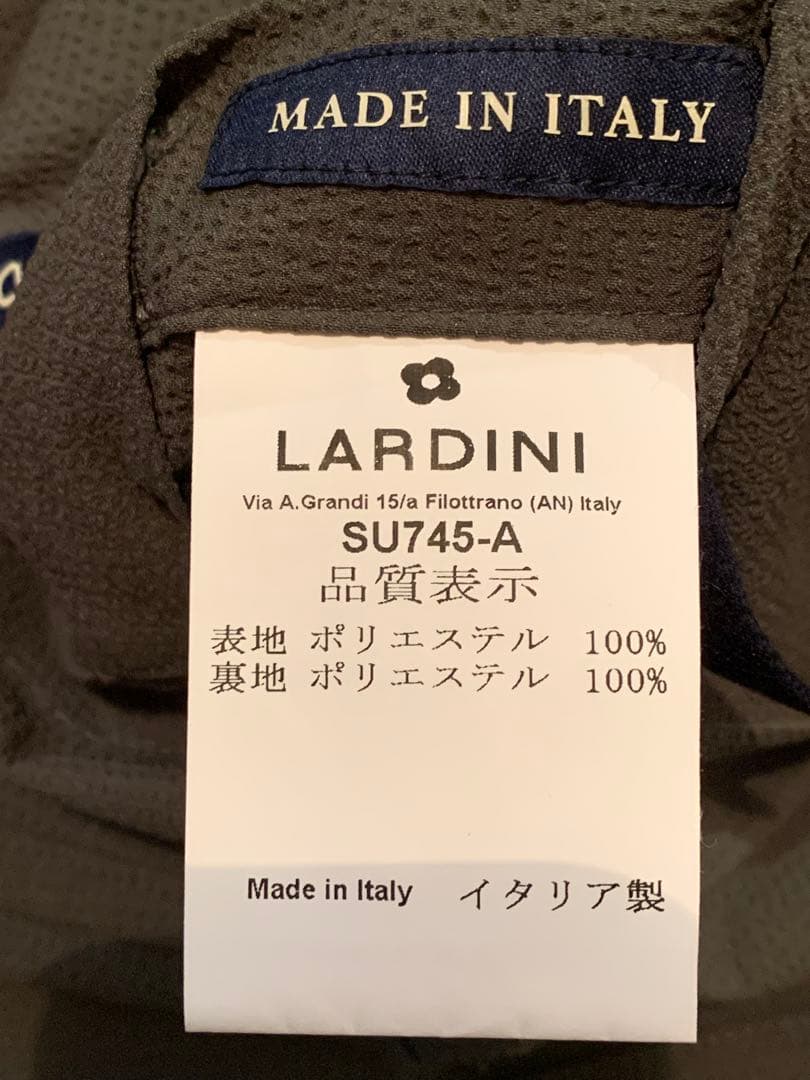 MADE IN ITALY
LARDINI
Via A.Grandi 15/a Filottrano (AN) Italy
SU745-A
品質表示
表地 ポリエステル 100%
裏地 ポリエステル 100%
Made in Italy イタリア製